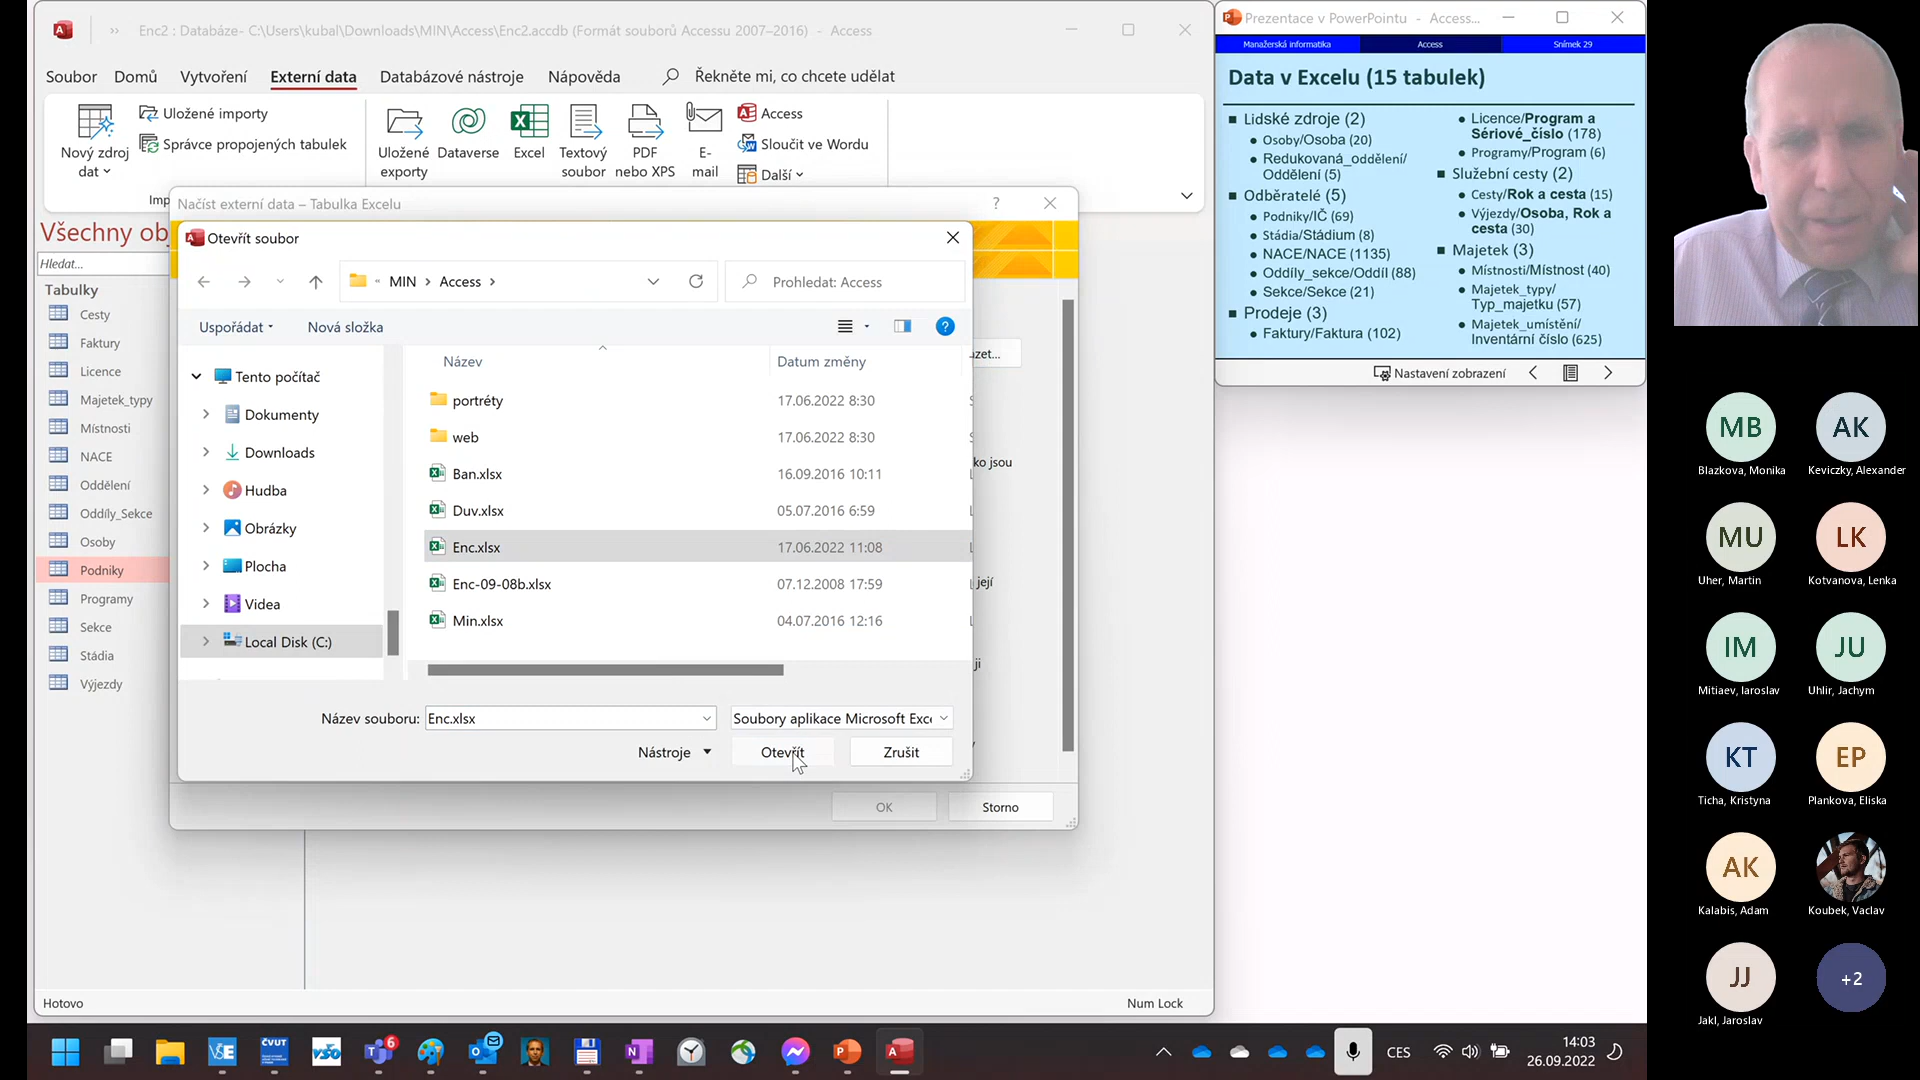 Enc2 : Databáze- C:\Users\kubal\Downloads\MIN\Access\Enc2.accdb (Formát souborů Accessu 2007–2016) - Access
Soubor Domů Vytvoření Externí data Databázové nástroje Nápověda Řekněte mi, co chcete udělat
Nový zdroj
dat
Uložené importy
Správce propojených tabulek
Uložené
exporty
Dataverse
Excel
Textový
soubor
PDF
nebo XPS
E-
mail
Access
Sloučit ve Wordu
Další
Všechny ob
Hledat...
Tabulky
Cesty
Faktury
Licence
Majetek_typy
Místnosti
NACE
Oddělení
Oddíly_Sekce
Osoby
Podniky
Programy
Sekce
Stádia
Výjezdy
Načíst externí data – Tabulka Excelu
?
Otevřít soubor
MIN Access
Prohledat: Access
Uspořádat
Nová složka
Tento počítač
Dokumenty
Downloads
Hudba
Obrázky
Plocha
Videa
Local Disk (C:)
Název Datum změny
portréty 17.06.2022 8:30
web 17.06.2022 8:30
Ban.xlsx 16.09.2016 10:11
Duv.xlsx 05.07.2016 6:59
Enc.xlsx 17.06.2022 11:08
Enc-09-08b.xlsx 07.12.2008 17:59
Min.xlsx 04.07.2016 12:16
Název souboru: Enc.xlsx
Soubory aplikace Microsoft Exc
Nástroje
Otevřít
Zrušit
zet...
ko jsou
její
ji
OK
Storno
Hotovo
Num Lock
Prezentace v PowerPointu - Access...
Manažerská informatika Access Snímek 29
Data v Excelu (15 tabulek)
Lidské zdroje (2)
Osoby/Osoba (20)
Redukovaná_oddělení/
Oddělení (5)
Odběratelé (5)
Podniky/IČ (69)
Stádia/Stádium (8)
NACE/NACE (1135)
Oddíly_sekce/Oddíl (88)
Sekce/Sekce (21)
Prodeje (3)
Faktury/Faktura (102)
Licence/Program a
Sériové_číslo (178)
Programy/Program (6)
Služební cesty (2)
Cesty/Rok a cesta (15)
Výjezdy/Osoba, Rok a
cesta (30)
Majetek (3)
Místnosti/Místnost (40)
Majetek_typy/
Typ_majetku (57)
Majetek_umístění/
Inventární číslo (625)
Nastavení zobrazení
MB
Blazkova, Monika
AK
Keviczky, Alexander
MU
Uher, Martin
LK
Kotvanova, Lenka
IM
Mitiaev, Iaroslav
JU
Uhlir, Jachym
KT
Ticha, Kristyna
EP
Plankova, Eliska
AK
Kalabis, Adam
Koubek, Vaclav
JJ
Jakl, Jaroslav
+2
ČVUT
6
CES
14:03
26.09.2022